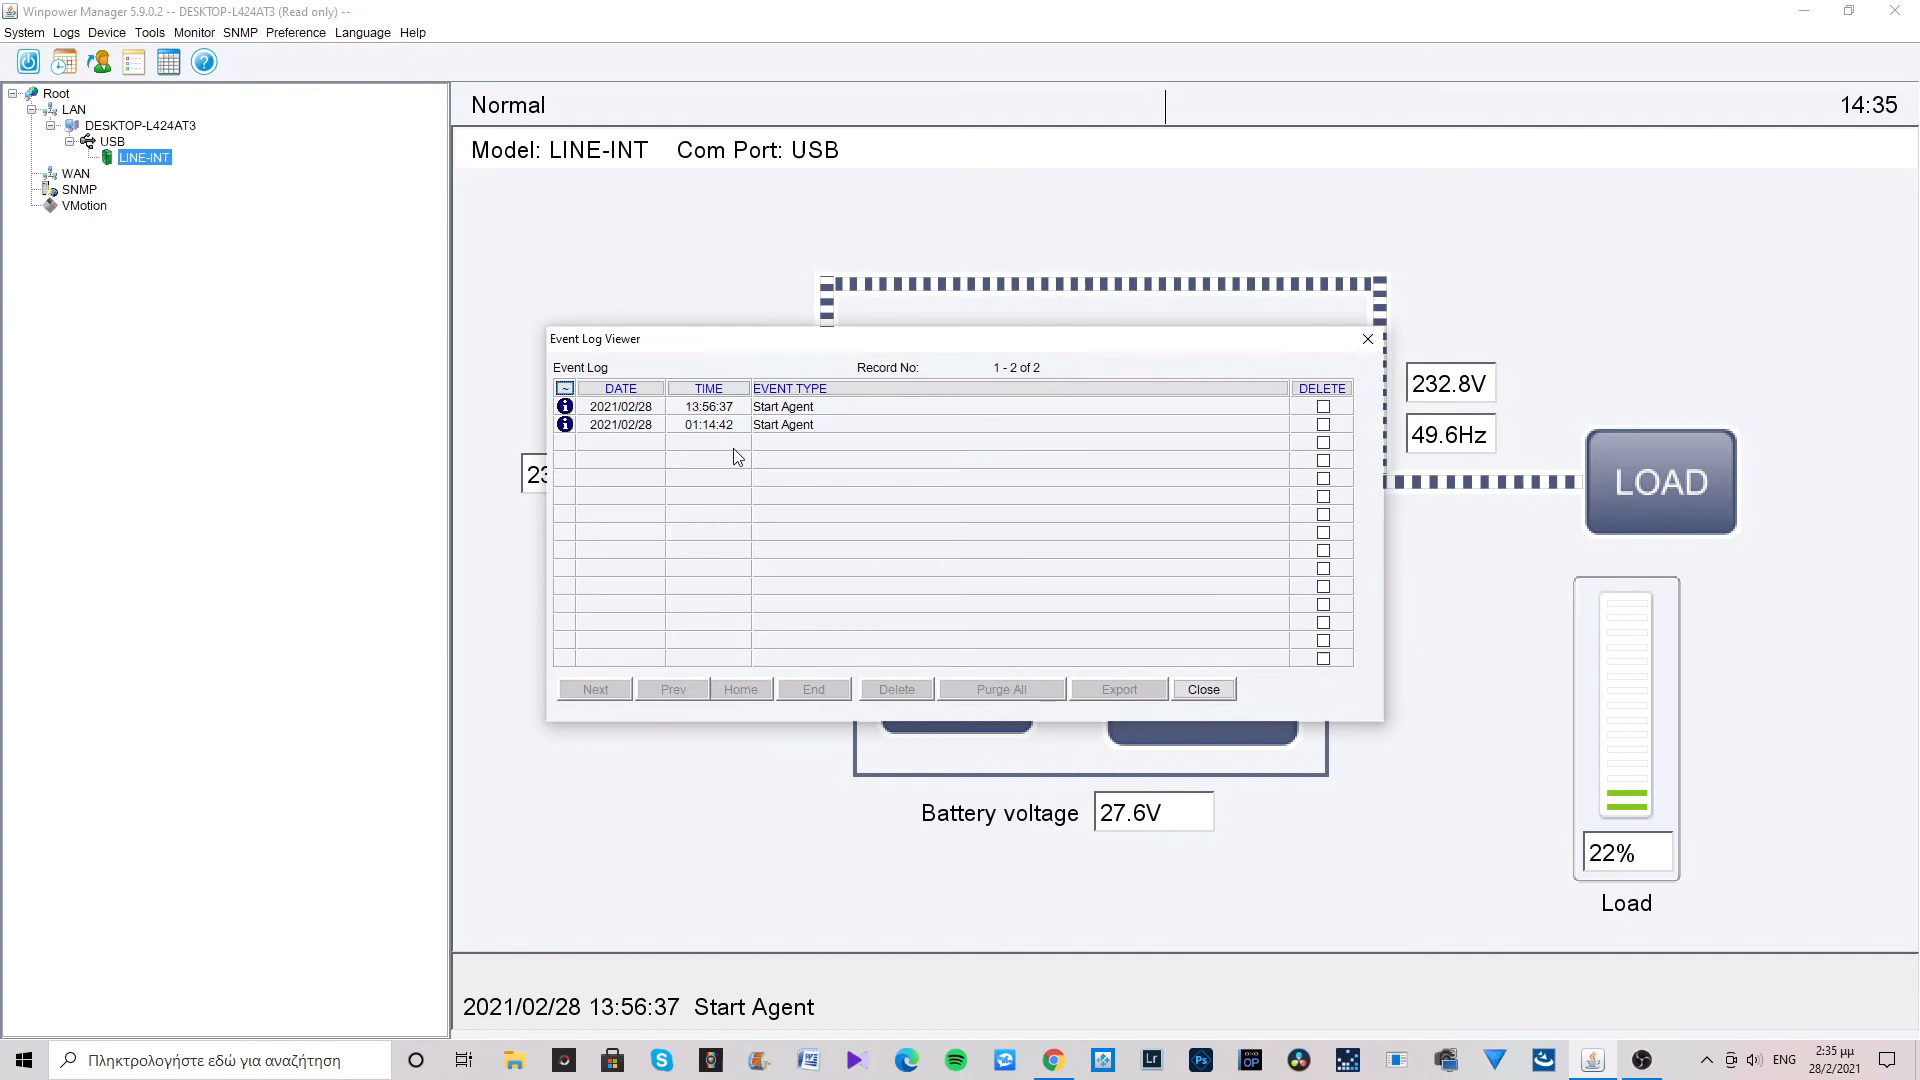 Winpower Manager 5.9.0.2 -- DESKTOP-L424AT3 (Read only) --
System Logs Device Tools Monitor SNMP Preference Language Help
Root
LAN
DESKTOP-L424AT3
USB
LINE-INT
WAN
SNMP
VMotion
Normal
14:35
Model: LINE-INT Com Port: USB
Event Log Viewer
Event Log Record No: 1 - 2 of 2
~ DATE TIME EVENT TYPE DELETE
2021/02/28 13:56:37 Start Agent
2021/02/28 01:14:42 Start Agent
Next Prev Home End Delete Purge All Export Close
23
232.8V
49.6Hz
LOAD
Battery voltage 27.6V
22%
Load
2021/02/28 13:56:37 Start Agent
Πληκτρολογήστε εδώ για αναζήτηση
Lr
Ps
OP
ENG
2:35 μμ
28/2/2021